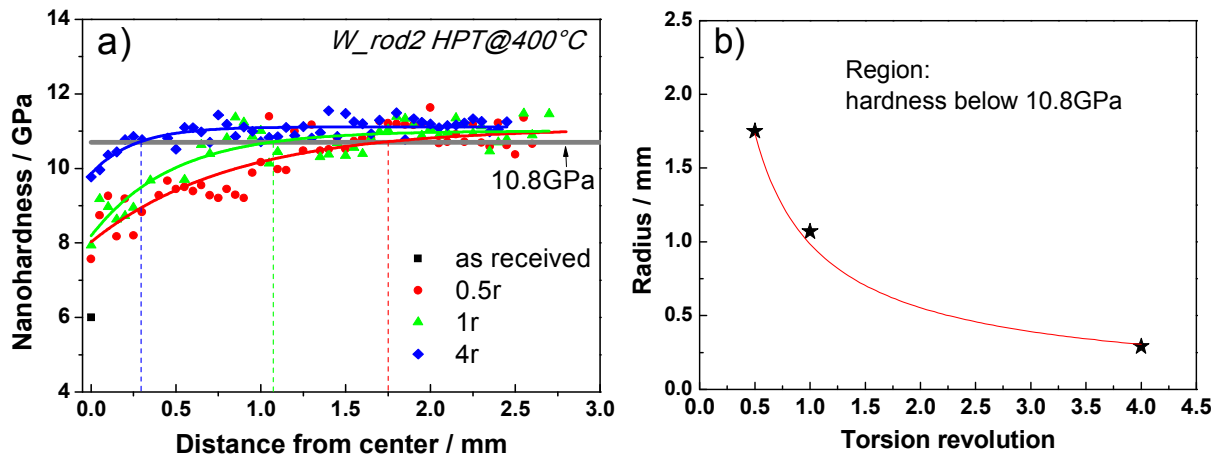 a)
W_rod2 HPT@400°C
Nanohardness / GPa
14
12
10
8
6
4
10.8GPa
as received
0.5r
1r
4r
0.0 0.5 1.0 1.5 2.0 2.5 3.0
Distance from center / mm
b)
Region:
hardness below 10.8GPa
Radius / mm
2.5
2.0
1.5
1.0
0.5
0.0
0.0 0.5 1.0 1.5 2.0 2.5 3.0 3.5 4.0 4.5
Torsion revolution